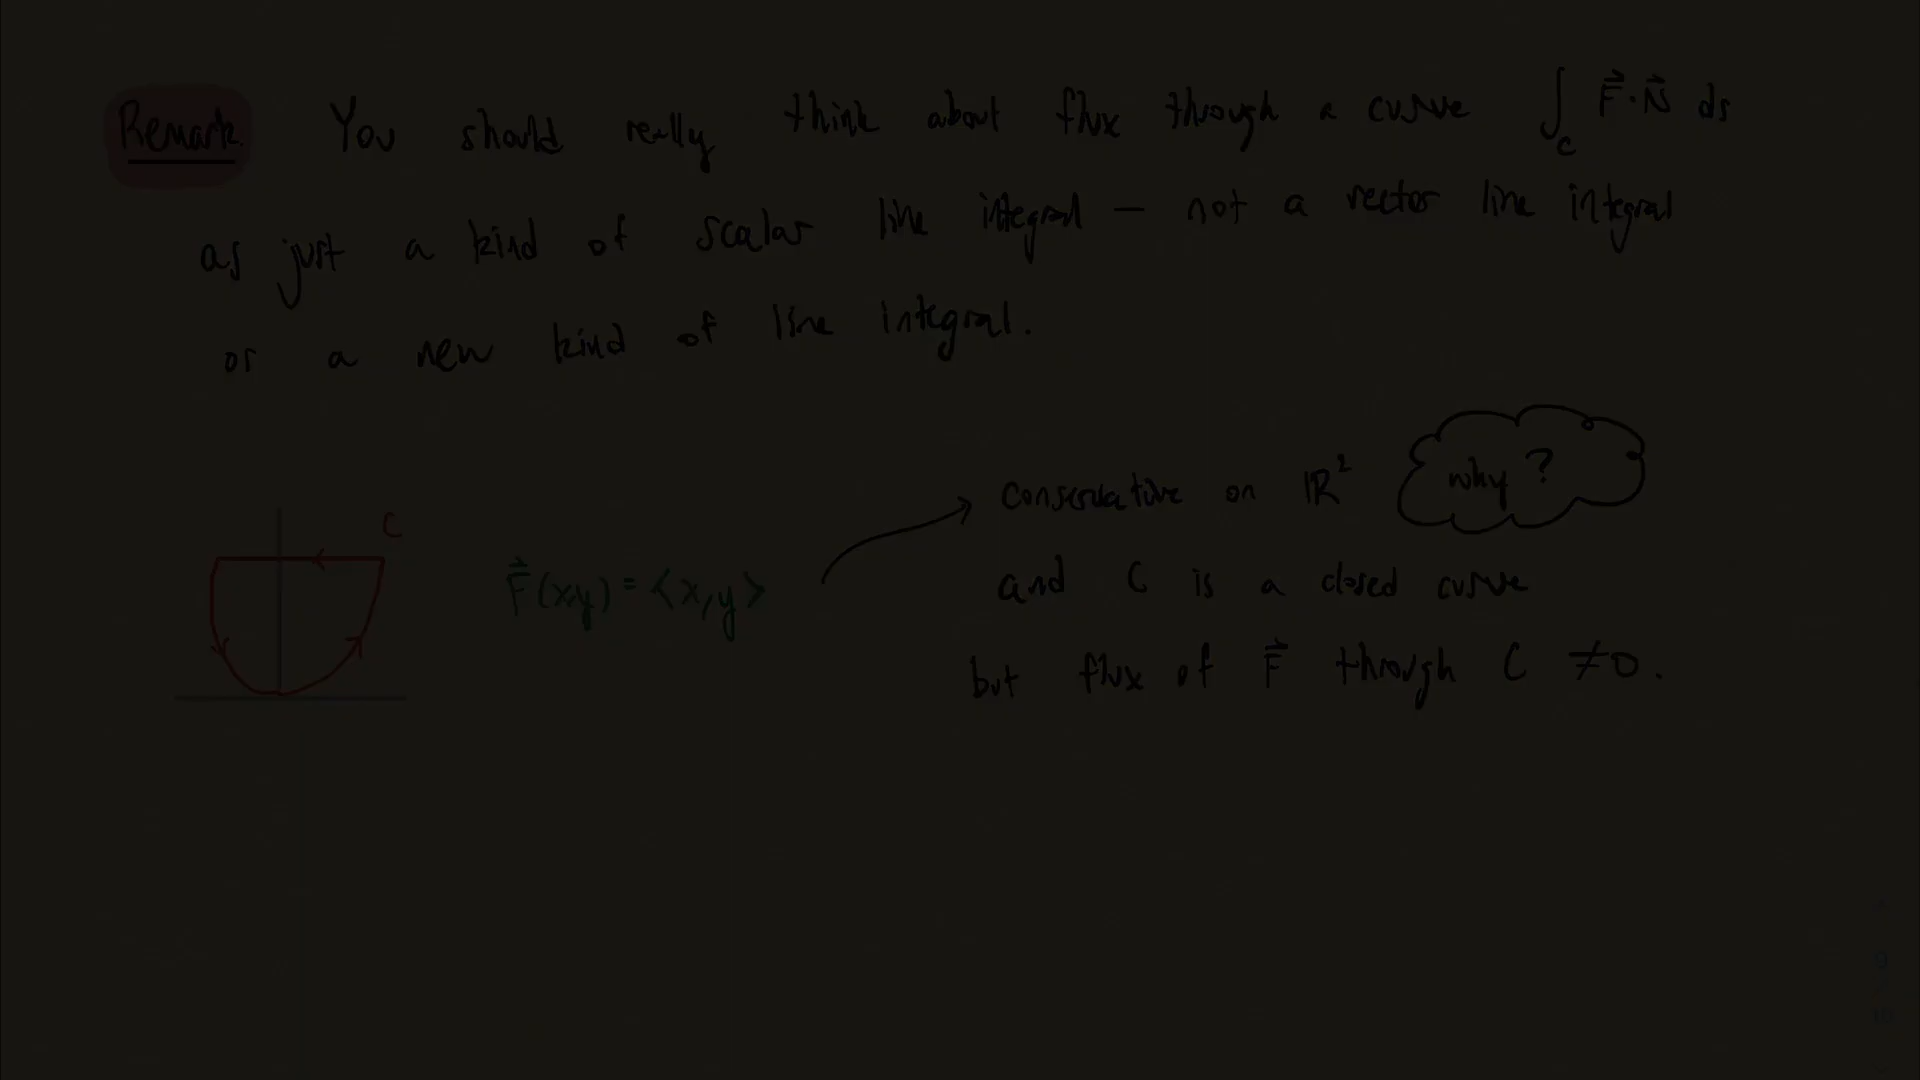 Remark. You should really think about flux through a curve ∫_C F⃗·N⃗ ds
as just a kind of scalar line integral — not a vector line integral
or a new kind of line integral.
C
F⃗(x,y) = <x,y>
conservative on ℝ² why?
and C is a closed curve
but flux of F⃗ through C ≠0.